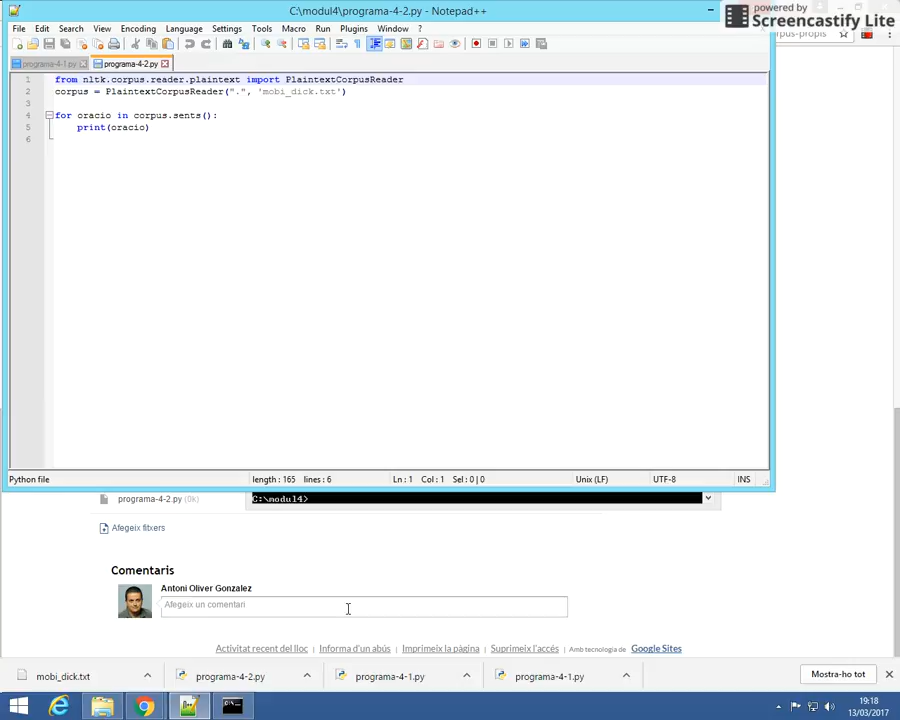 C:\modul4\programa-4-2.py - Notepad++
powered by
Screencastify Lite
File Edit Search View Encoding Language Settings Tools Macro Run Plugins Window ?
rpus-propis
programa-4-1.py programa-4-2.py
1 from nltk.corpus.reader.plaintext import PlaintextCorpusReader
2 corpus = PlaintextCorpusReader(".", 'mobi_dick.txt')
3
4 for oracio in corpus.sents():
5 print(oracio)
6
Python file length : 165 lines : 6 Ln : 1 Col : 1 Sel : 0 | 0 Unix (LF) UTF-8 INS
programa-4-2.py (0k) C:\modul4>
Afegeix fitxers
Comentaris
Antoni Oliver Gonzalez
Afegeix un comentari
Activitat recent del lloc | Informa d'un abús | Imprimeix la pàgina | Suprimeix l'accés | Amb tecnologia de Google Sites
mobi_dick.txt programa-4-2.py programa-4-1.py programa-4-1.py Mostra-ho tot
19:18
13/03/2017